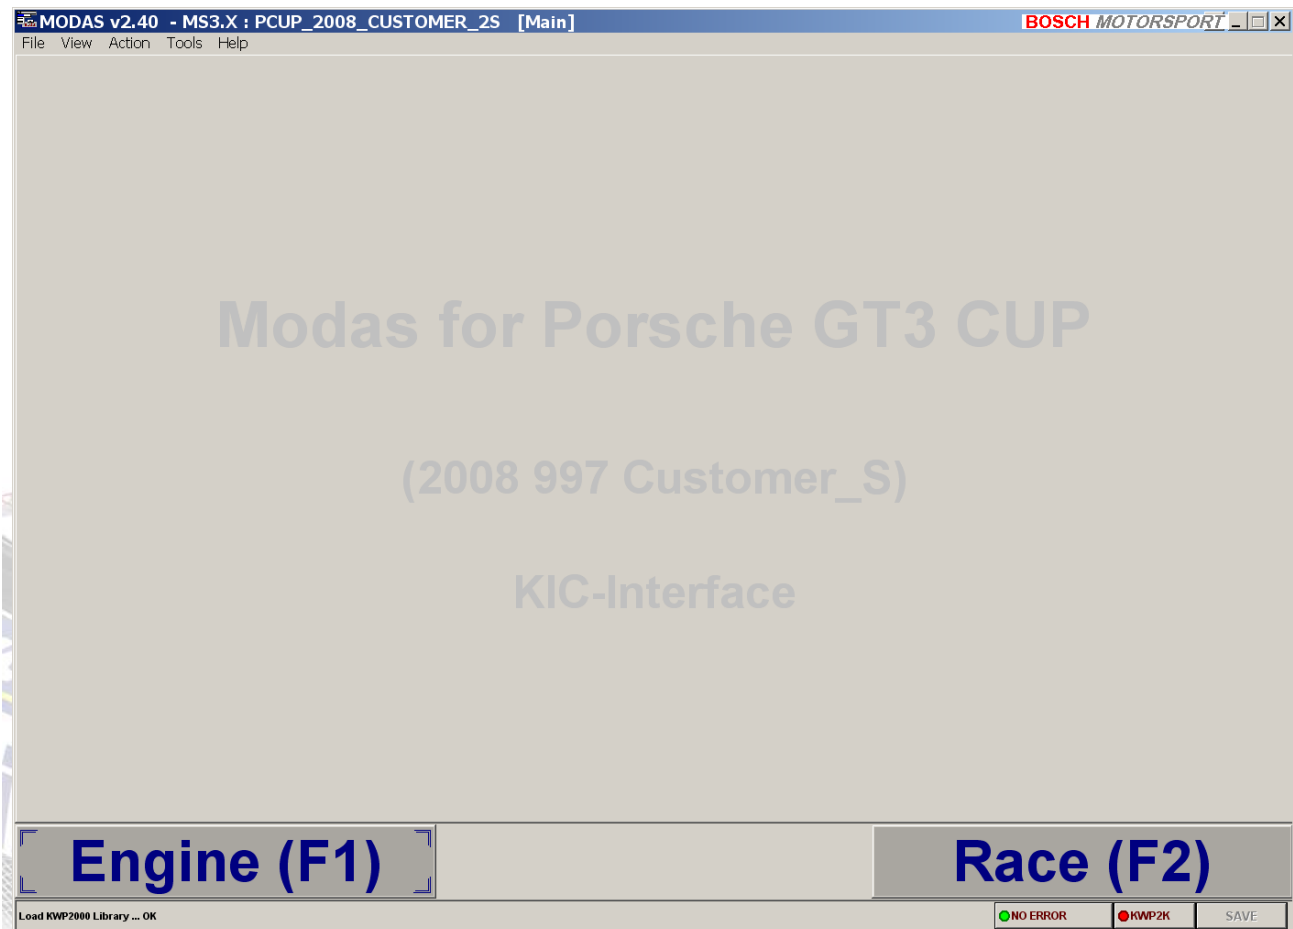 MODAS v2.40 - MS3.X : PCUP_2008_CUSTOMER_2S [Main] BOSCH MOTORSPORT
File View Action Tools Help
Modas for Porsche GT3 CUP
(2008 997 Customer_S)
KIC-Interface
Engine (F1) Race (F2)
Load KWP2000 Library ... OK NO ERROR KWP2K SAVE